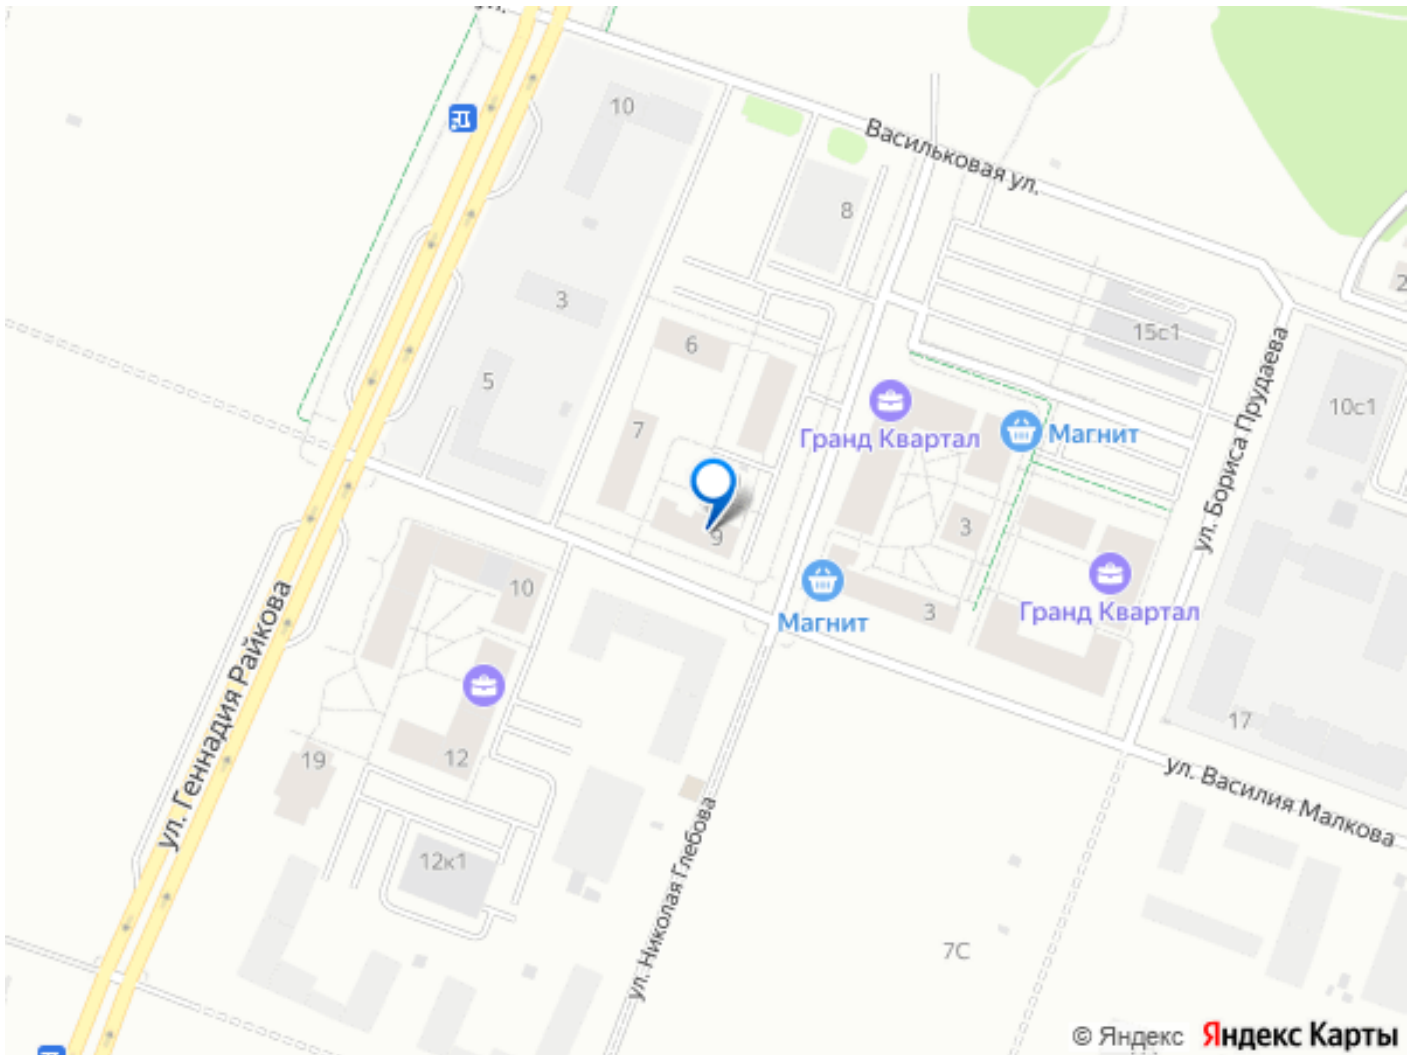 ул.
10
Васильковая ул.
8
3
2
15с1
6
5
10с1
7
Гранд Квартал
Магнит
ул. Бориса Прудаева
3
9
10
Магнит
3
Гранд Квартал
ул. Геннадия Райкова
17
12
19
ул. Василия Малкова
12к1
ул. Николая Глебова
7С
© Яндекс Яндекс Карты